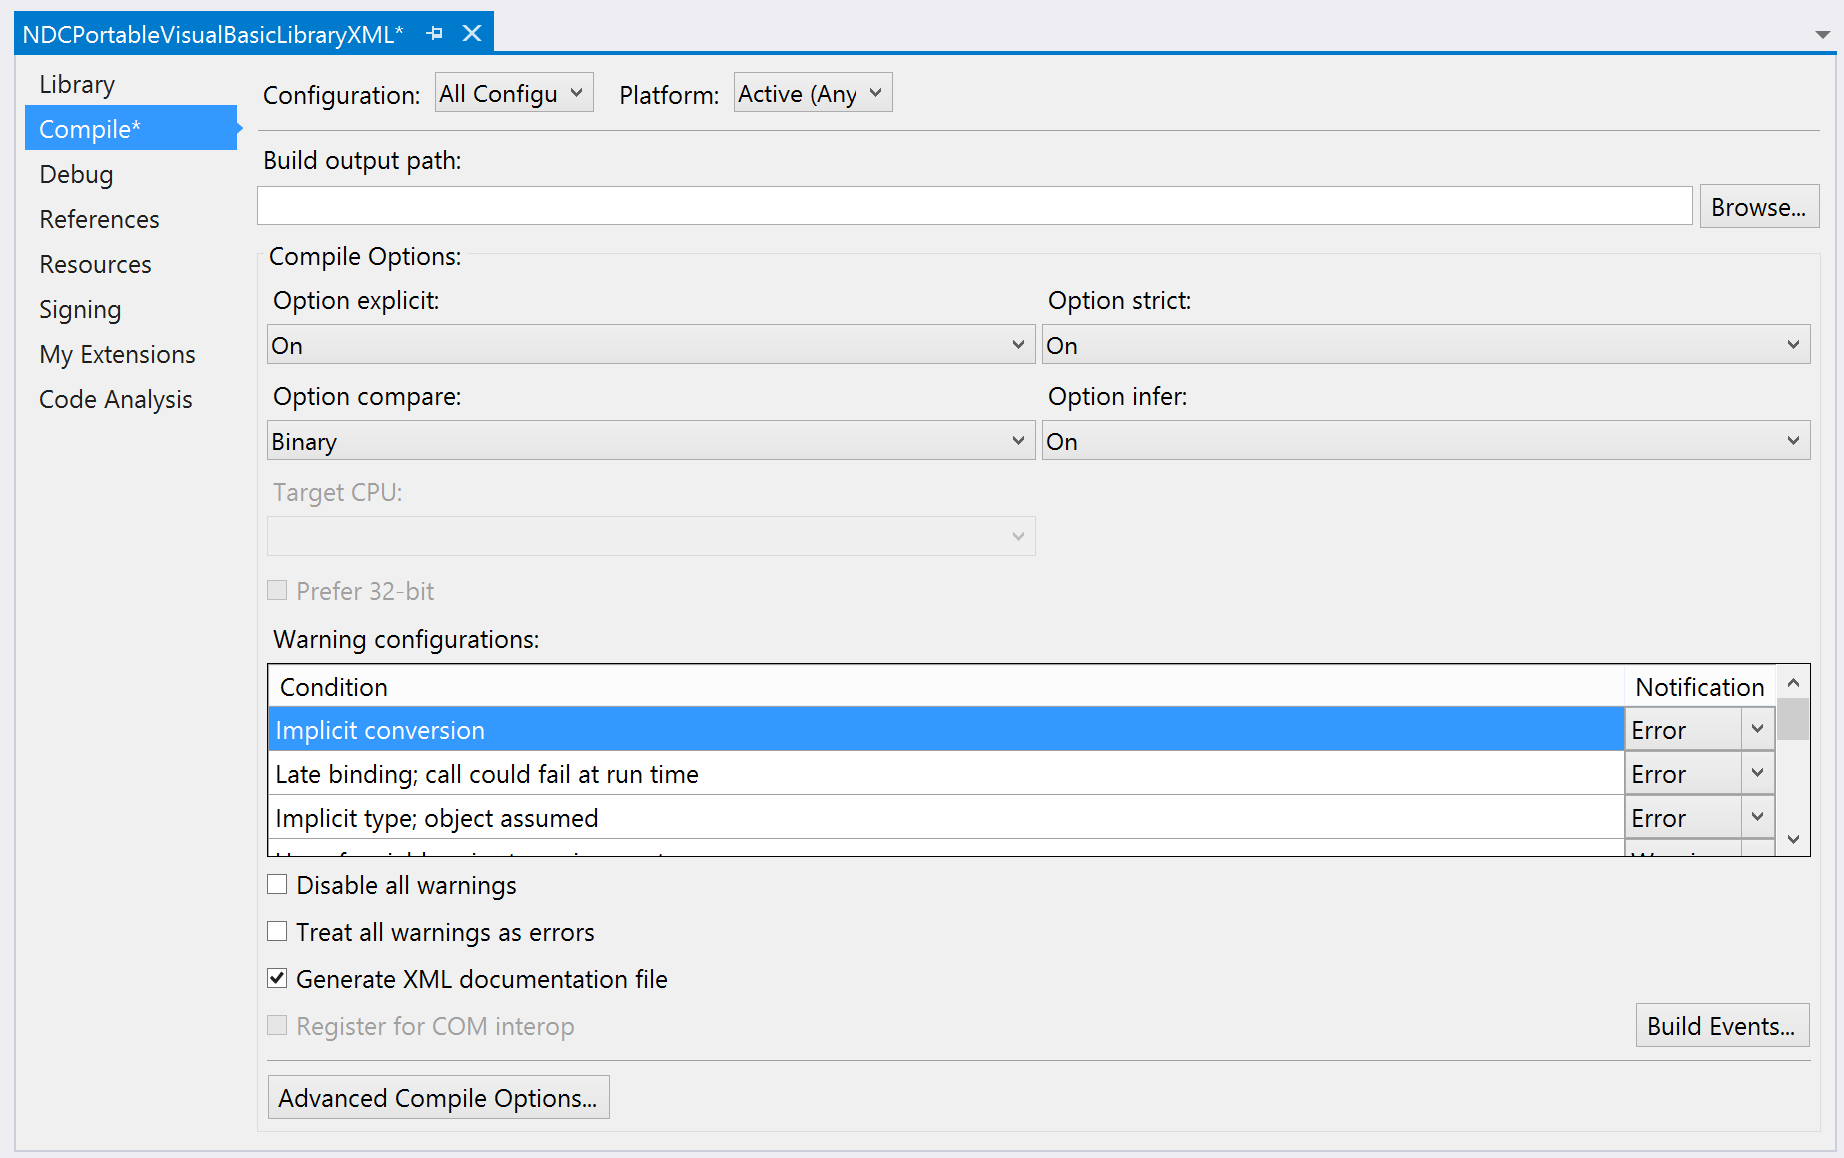 NDCPortableVisualBasicLibraryXML*
Library
Compile*
Debug
References
Resources
Signing
My Extensions
Code Analysis
Configuration: All Configu Platform: Active (Any
Build output path:
Browse...
Compile Options:
Option explicit: Option strict:
On On
Option compare: Option infer:
Binary On
Target CPU:
Prefer 32-bit
Warning configurations:
Condition Notification
Implicit conversion Error
Late binding; call could fail at run time Error
Implicit type; object assumed Error
Disable all warnings
Treat all warnings as errors
Generate XML documentation file
Register for COM interop Build Events...
Advanced Compile Options...